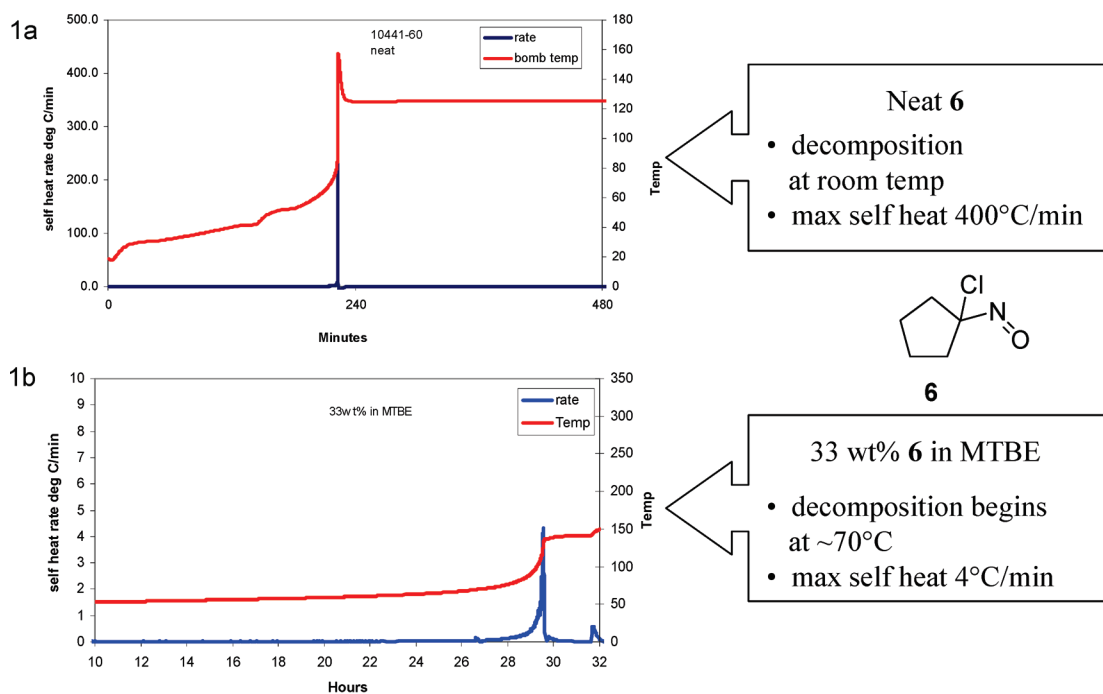 1a
500.0
400.0
300.0
200.0
100.0
0.0
self heat rate deg C/min
10441-60
neat
rate
bomb temp
180
160
140
120
100
80
60
40
20
0
Temp
0
240
480
Minutes
Neat 6
• decomposition
at room temp
• max self heat 400°C/min
Cl
N
O
6
1b
10
9
8
7
6
5
4
3
2
1
0
self heat rate deg C/min
33wt% in MTBE
rate
Temp
350
300
250
200
150
100
50
0
Temp
10 12 14 16 18 20 22 24 26 28 30 32
Hours
33 wt% 6 in MTBE
• decomposition begins
at ~70°C
• max self heat 4°C/min